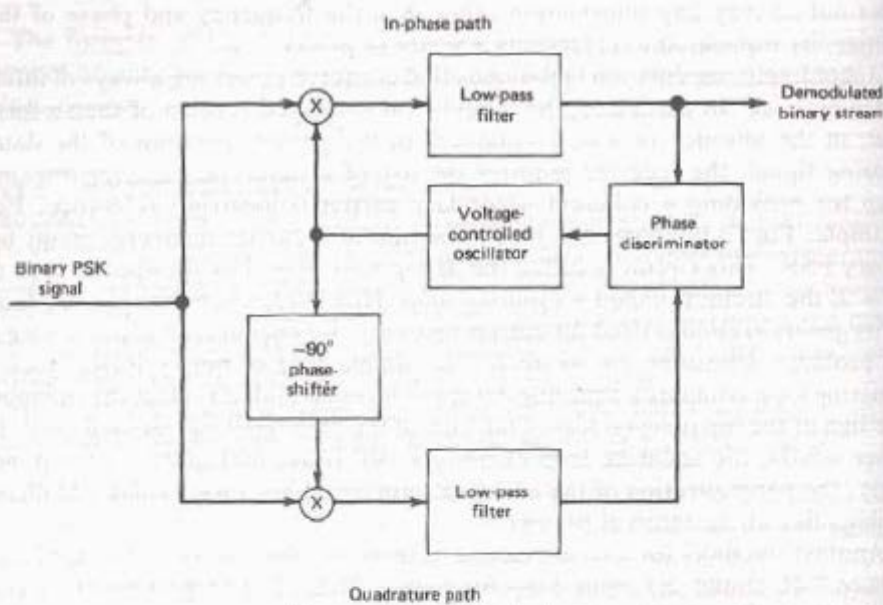 In-phase path
Low-pass
filter
Demodulated
binary stream
X
Voltage-
controlled
oscillator
Phase
discriminator
Binary PSK
signal
−90°
phase-
shifter
X
Low-pass
filter
Quadrature path